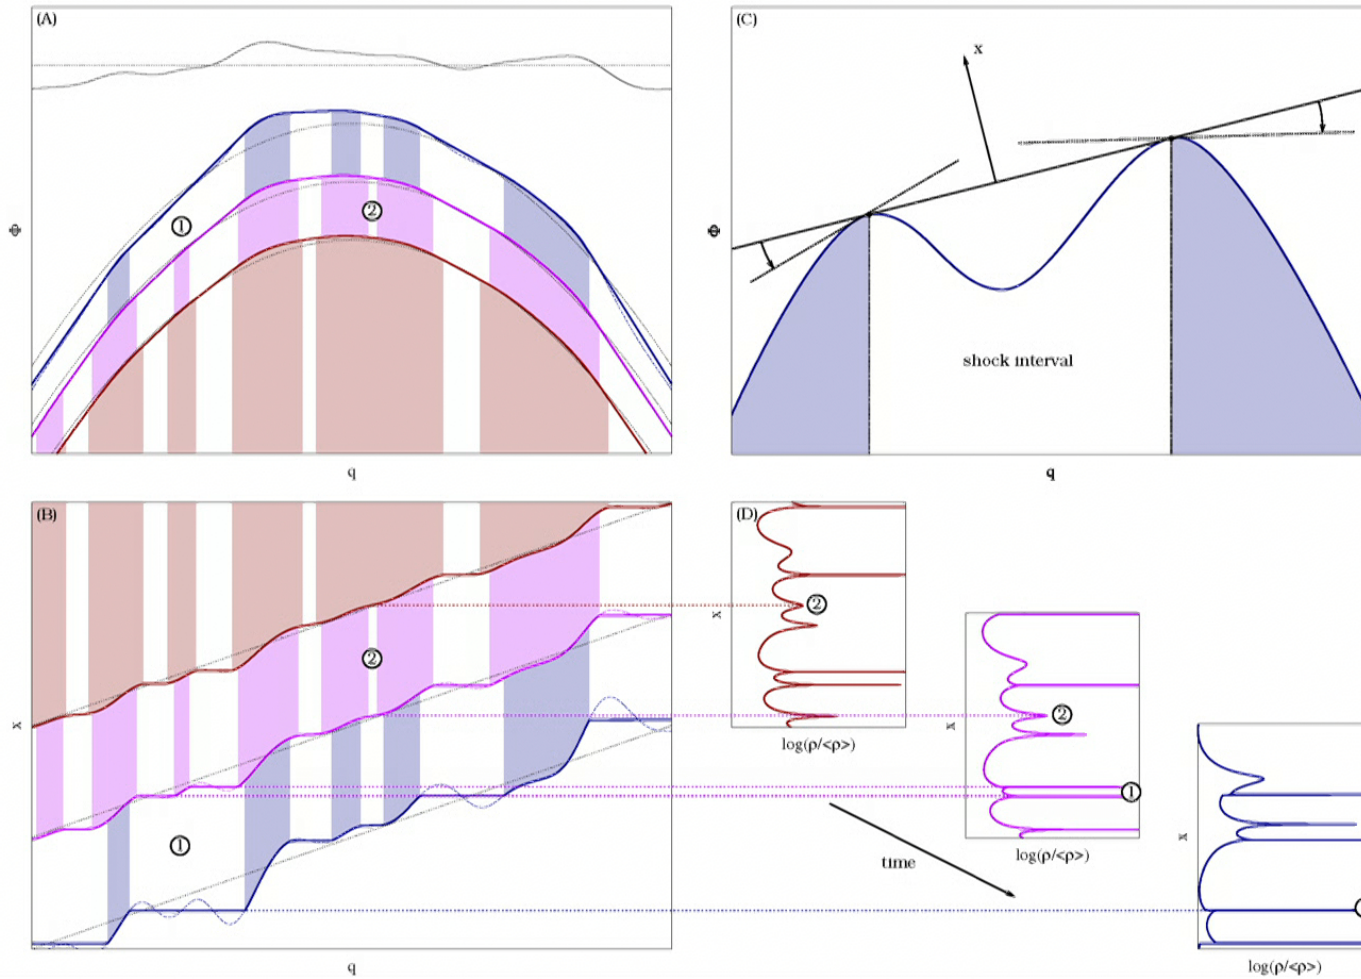 (A)
Φ
①
②
q
(C)
x
Φ
shock interval
q
(B)
x
②
①
q
(D)
x
②
log(ρ/<ρ>)
x
②
①
log(ρ/<ρ>)
time
x
log(ρ/<ρ>)